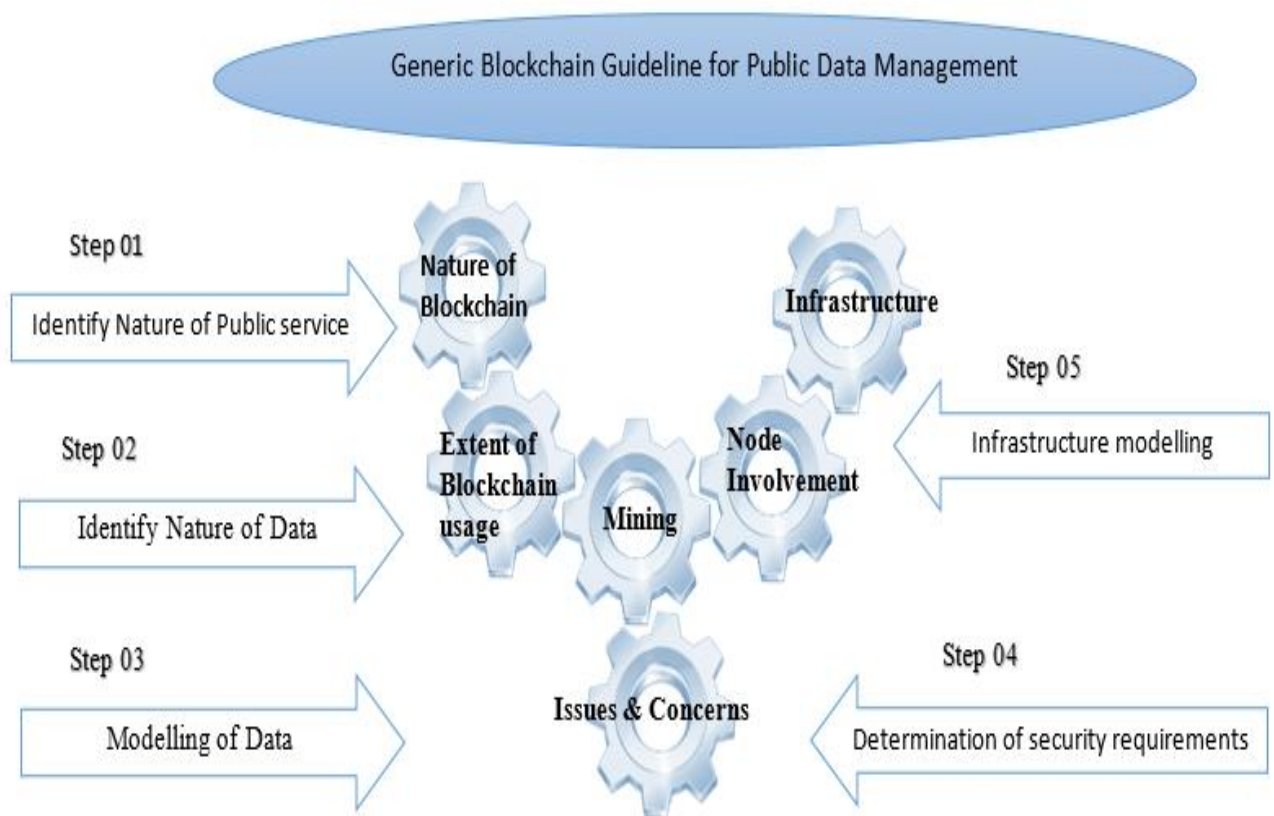 Generic Blockchain Guideline for Public Data Management
Step 01
Identify Nature of Public service
Nature of
Blockchain
Infrastructure
Step 05
Infrastructure modelling
Step 02
Identify Nature of Data
Extent of
Blockchain
usage
Mining
Node
Involvement
Step 03
Modelling of Data
Issues & Concerns
Step 04
Determination of security requirements